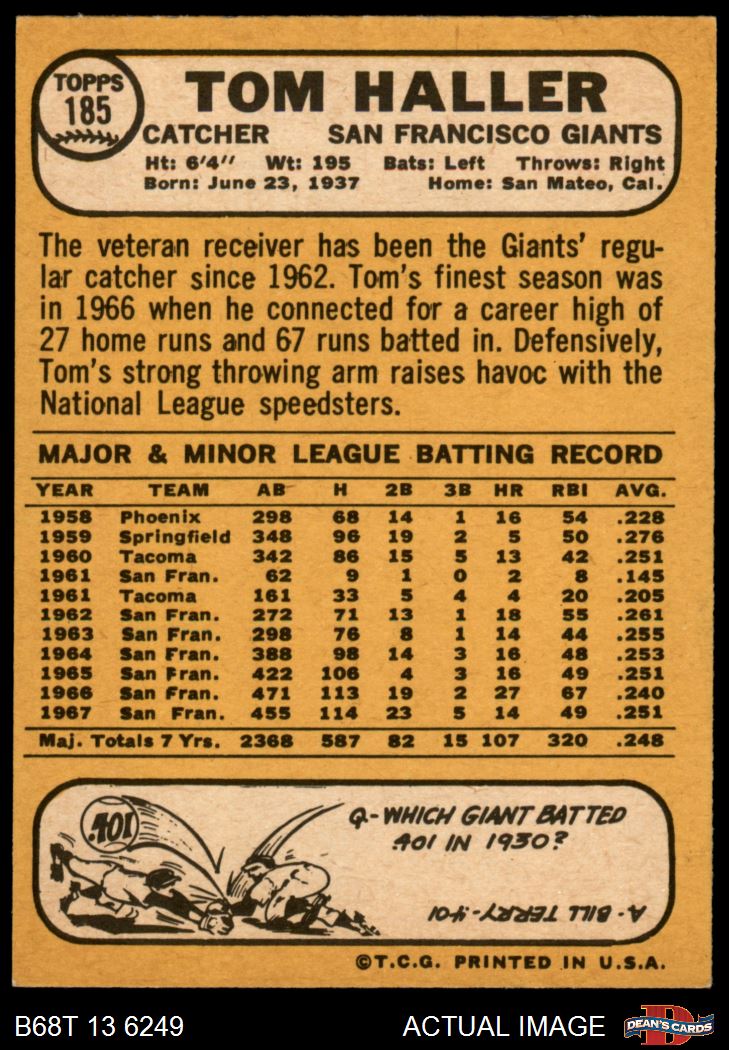 TOPPS
185
TOM HALLER
CATCHER SAN FRANCISCO GIANTS
Ht: 6'4" Wt: 195 Bats: Left Throws: Right
Born: June 23, 1937 Home: San Mateo, Cal.
The veteran receiver has been the Giants' regu-
lar catcher since 1962. Tom's finest season was
in 1966 when he connected for a career high of
27 home runs and 67 runs batted in. Defensively,
Tom's strong throwing arm raises havoc with the
National League speedsters.
MAJOR & MINOR LEAGUE BATTING RECORD
YEAR TEAM AB H 2B 3B HR RBI AVG.
1958 Phoenix 298 68 14 1 16 54 .228
1959 Springfield 348 96 19 2 5 50 .276
1960 Tacoma 342 86 15 5 13 42 .251
1961 San Fran. 62 9 1 0 2 8 .145
1961 Tacoma 161 33 5 4 4 20 .205
1962 San Fran. 272 71 13 1 18 55 .261
1963 San Fran. 298 76 8 1 14 44 .255
1964 San Fran. 388 98 14 3 16 48 .253
1965 San Fran. 422 106 4 3 16 49 .251
1966 San Fran. 471 113 19 2 27 67 .240
1967 San Fran. 455 114 23 5 14 49 .251
Maj. Totals 7 Yrs. 2368 587 82 15 107 320 .248
.401
Q-WHICH GIANT BATTED
.401 IN 1930?
A-BILL TERRY-.401
©T.C.G. PRINTED IN U.S.A.
B68T 13 6249 ACTUAL IMAGE
D
DEAN'S CARDS